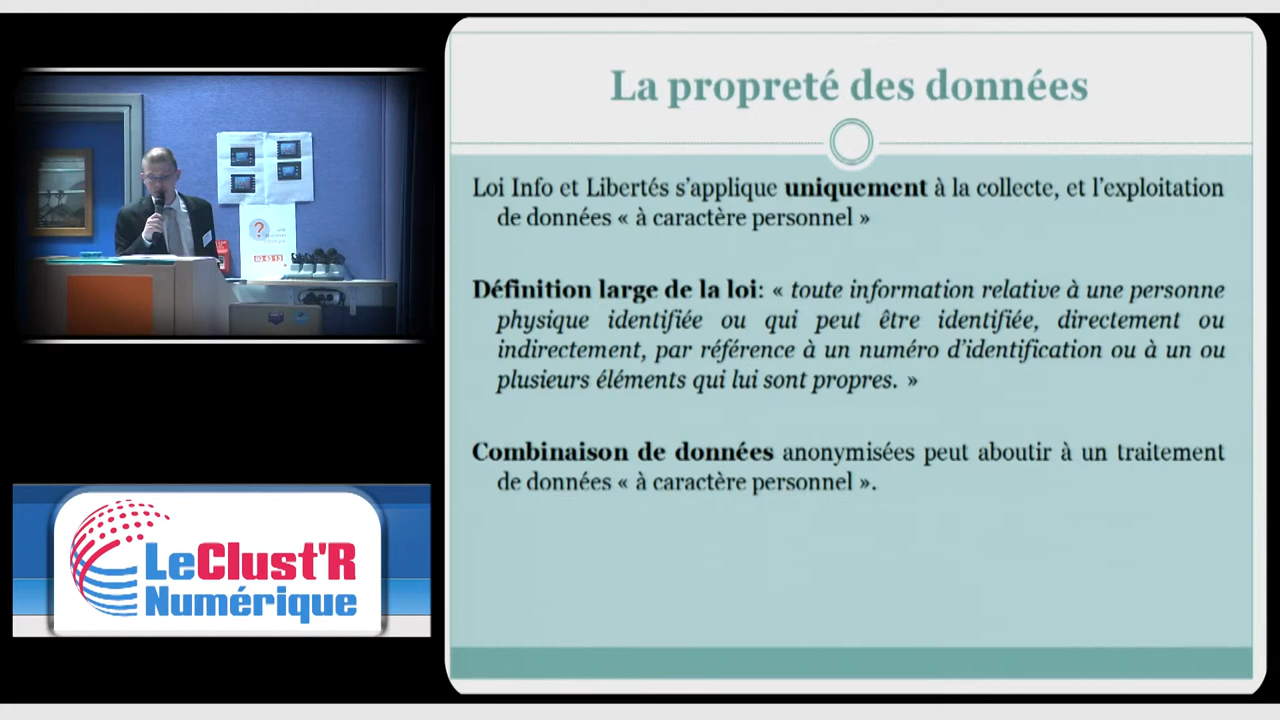 La propreté des données
Loi Info et Libertés s'applique uniquement à la collecte, et l'exploitation
de données « à caractère personnel »
Définition large de la loi: « toute information relative à une personne
physique identifiée ou qui peut être identifiée, directement ou
indirectement, par référence à un numéro d'identification ou à un ou
plusieurs éléments qui lui sont propres. »
Combinaison de données anonymisées peut aboutir à un traitement
de données « à caractère personnel ».
?
LeClust'R
Numérique